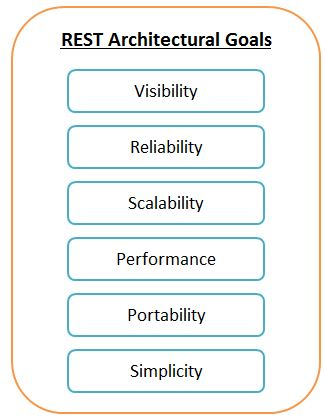 REST Architectural Goals
Visibility
Reliability
Scalability
Performance
Portability
Simplicity